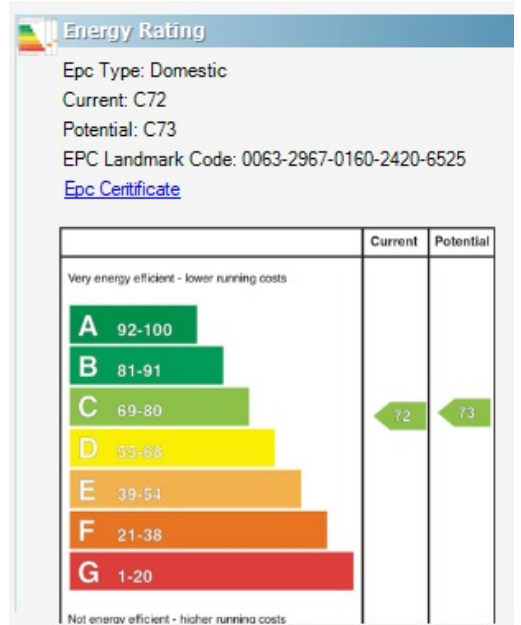 Energy Rating
Epc Type: Domestic
Current: C72
Potential: C73
EPC Landmark Code: 0063-2967-0160-2420-6525
Epc Ceritificate
Current Potential
Very energy efficient - lower running costs
A 92-100
B 81-91
C 69-80
72 73
D 55-68
E 39-54
F 21-38
G 1-20
Not energy efficient - higher running costs